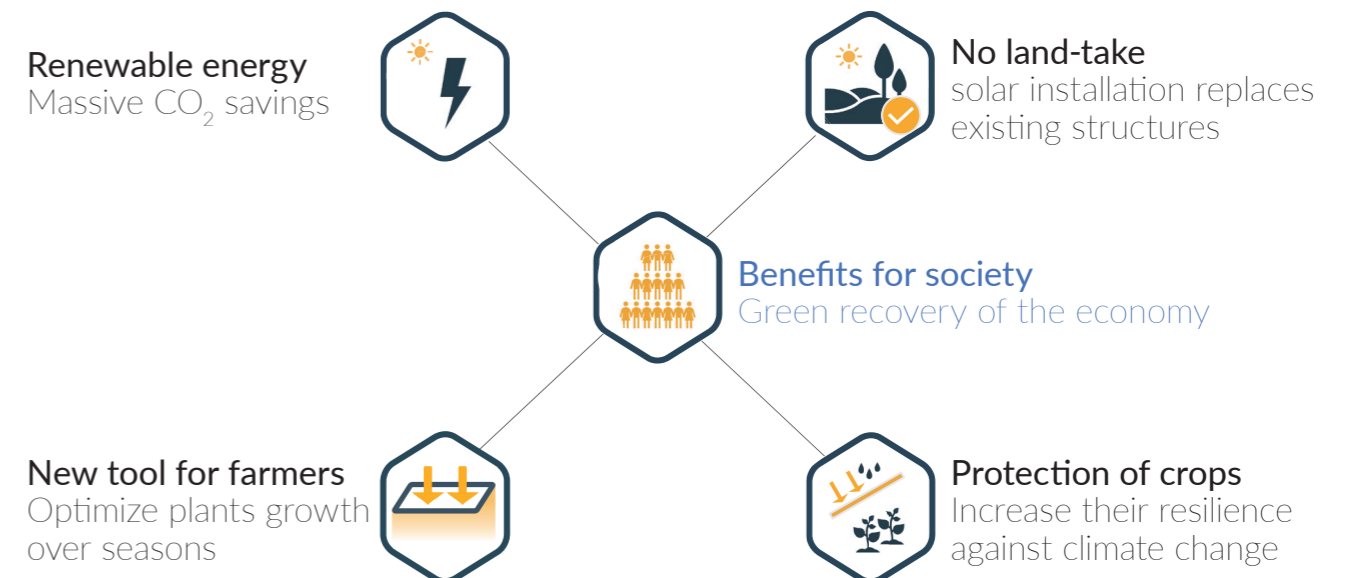 Renewable energy
Massive CO₂ savings
No land-take
solar installation replaces
existing structures
Benefits for society
Green recovery of the economy
New tool for farmers
Optimize plants growth
over seasons
Protection of crops
Increase their resilience
against climate change